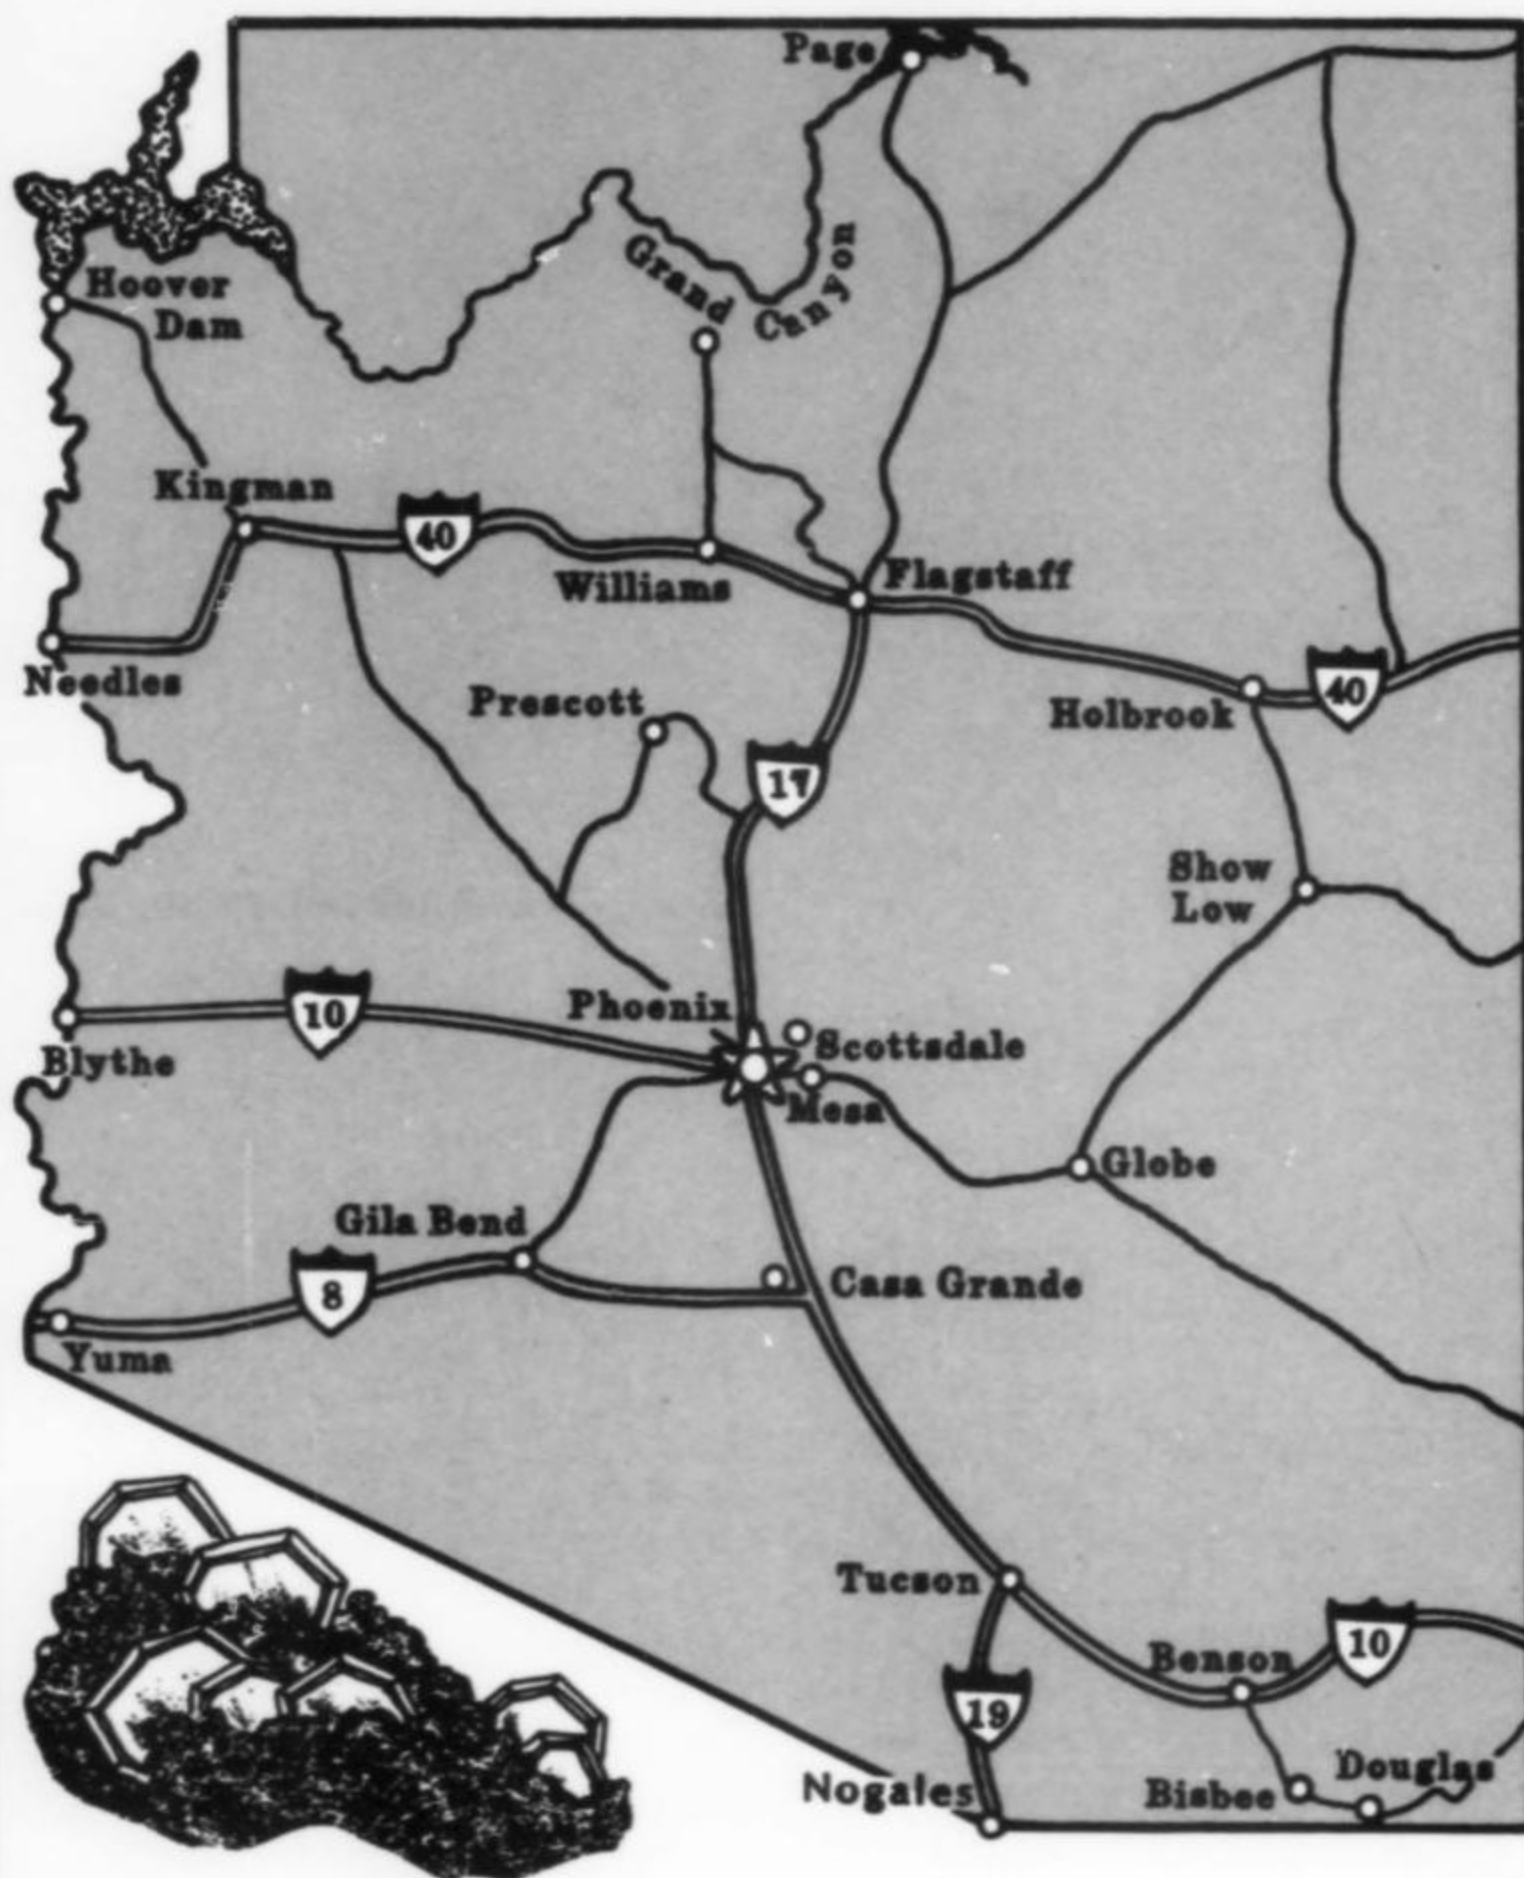 Page
Grand
Canyon
Hoover
Dam
Kingman
40
Williams
Flagstaff
Needles
Prescott
Holbrook
40
17
Show
Low
10
Phoenix
Scottsdale
Blythe
Mesa
Globe
Gila Bend
8
Casa Grande
Yuma
Tucson
Benson
10
19
Nogales
Bisbee
Douglas